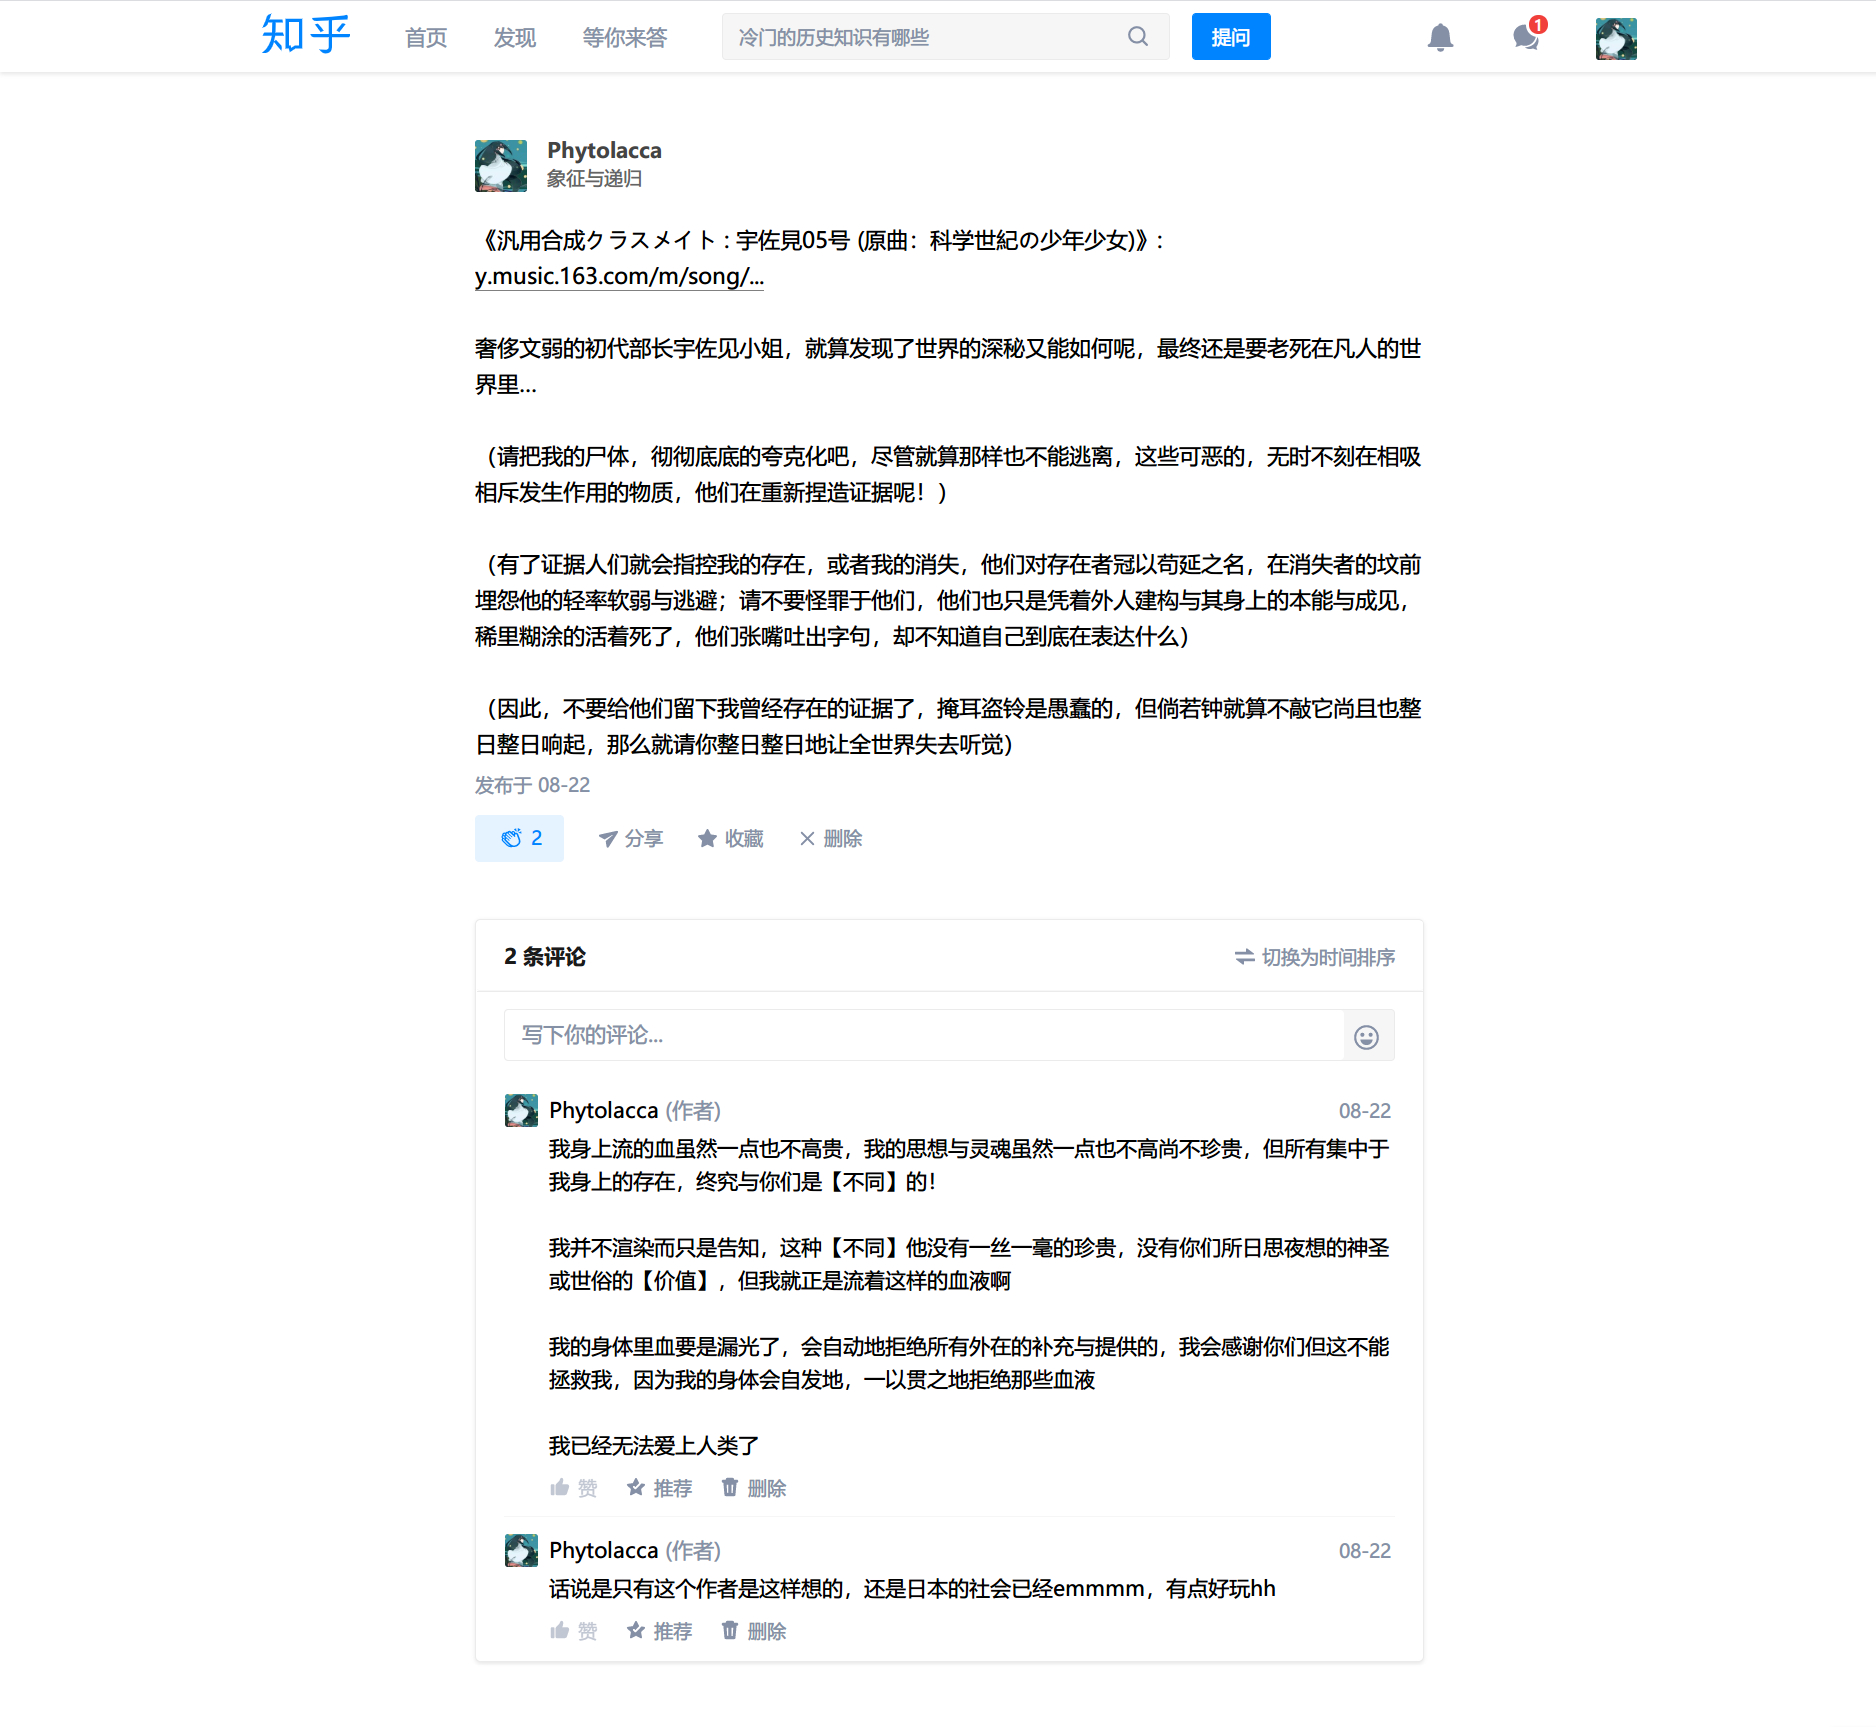 知乎
首页
发现
等你来答
冷门的历史知识有哪些
提问
1
Phytolacca
象征与递归
《汎用合成クラスメイト : 宇佐見05号 (原曲：科学世紀の少年少女)》:
y.music.163.com/m/song/...
奢侈文弱的初代部长宇佐见小姐，就算发现了世界的深秘又能如何呢，最终还是要老死在凡人的世
界里...
（请把我的尸体，彻彻底底的夸克化吧，尽管就算那样也不能逃离，这些可恶的，无时不刻在相吸
相斥发生作用的物质，他们在重新捏造证据呢！）
（有了证据人们就会指控我的存在，或者我的消失，他们对存在者冠以苟延之名，在消失者的坟前
埋怨他的轻率软弱与逃避；请不要怪罪于他们，他们也只是凭着外人建构与其身上的本能与成见，
稀里糊涂的活着死了，他们张嘴吐出字句，却不知道自己到底在表达什么）
（因此，不要给他们留下我曾经存在的证据了，掩耳盗铃是愚蠢的，但倘若钟就算不敲它尚且也整
日整日响起，那么就请你整日整日地让全世界失去听觉）
发布于 08-22
2
分享
收藏
删除
2 条评论
切换为时间排序
写下你的评论...
Phytolacca (作者)
08-22
我身上流的血虽然一点也不高贵，我的思想与灵魂虽然一点也不高尚不珍贵，但所有集中于
我身上的存在，终究与你们是【不同】的！
我并不渲染而只是告知，这种【不同】他没有一丝一毫的珍贵，没有你们所日思夜想的神圣
或世俗的【价值】，但我就正是流着这样的血液啊
我的身体里血要是漏光了，会自动地拒绝所有外在的补充与提供的，我会感谢你们但这不能
拯救我，因为我的身体会自发地，一以贯之地拒绝那些血液
我已经无法爱上人类了
赞
推荐
删除
Phytolacca (作者)
08-22
话说是只有这个作者是这样想的，还是日本的社会已经emmmm，有点好玩hh
赞
推荐
删除